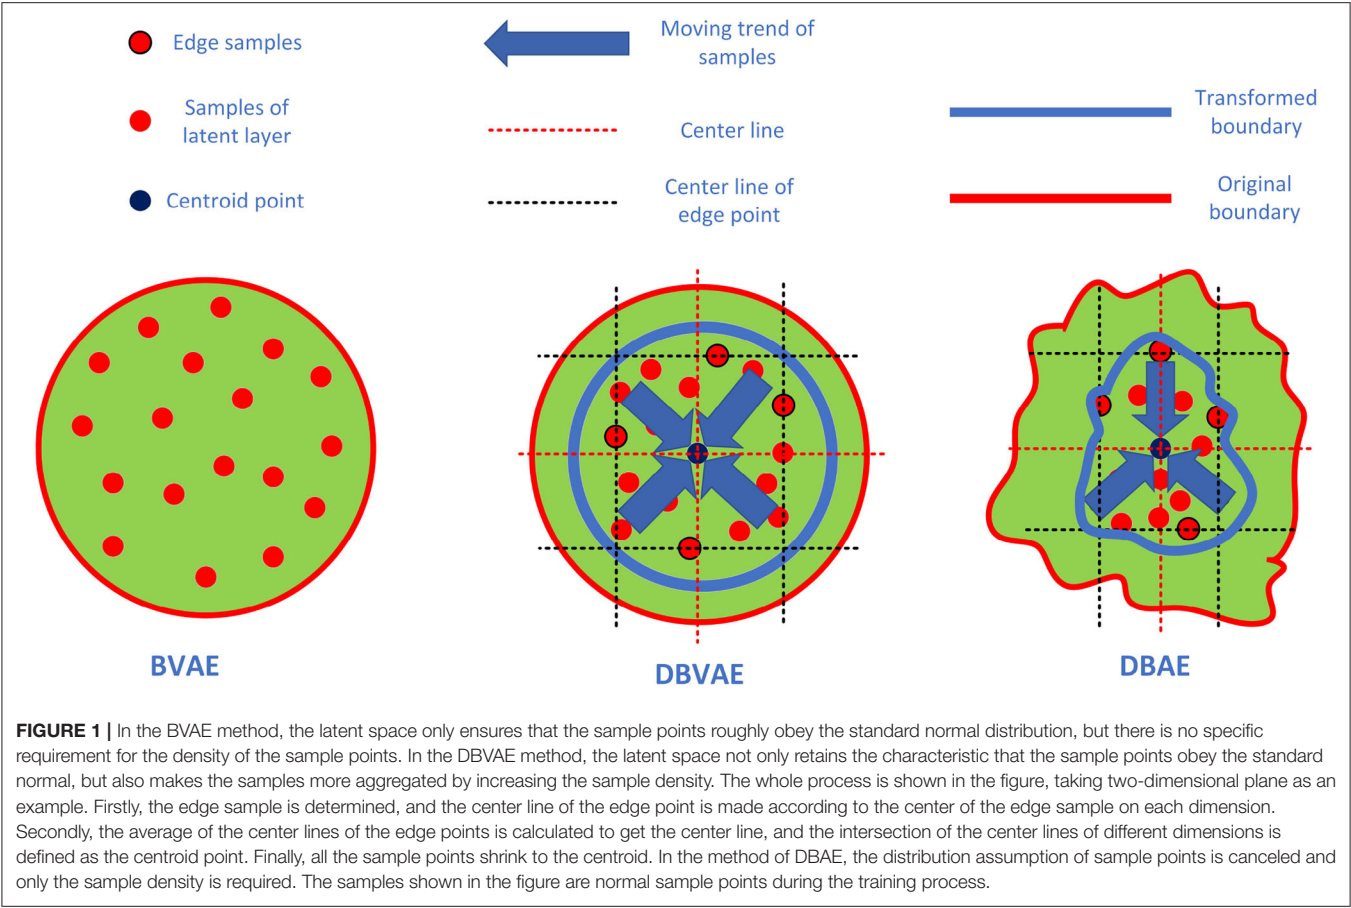 Edge samples
Moving trend of
samples
Samples of
latent layer
Center line
Transformed
boundary
Centroid point
Center line of
edge point
Original
boundary
BVAE
DBVAE
DBAE
FIGURE 1 | In the BVAE method, the latent space only ensures that the sample points roughly obey the standard normal distribution, but there is no specific
requirement for the density of the sample points. In the DBVAE method, the latent space not only retains the characteristic that the sample points obey the standard
normal, but also makes the samples more aggregated by increasing the sample density. The whole process is shown in the figure, taking two-dimensional plane as an
example. Firstly, the edge sample is determined, and the center line of the edge point is made according to the center of the edge sample on each dimension.
Secondly, the average of the center lines of the edge points is calculated to get the center line, and the intersection of the center lines of different dimensions is
defined as the centroid point. Finally, all the sample points shrink to the centroid. In the method of DBAE, the distribution assumption of sample points is canceled and
only the sample density is required. The samples shown in the figure are normal sample points during the training process.